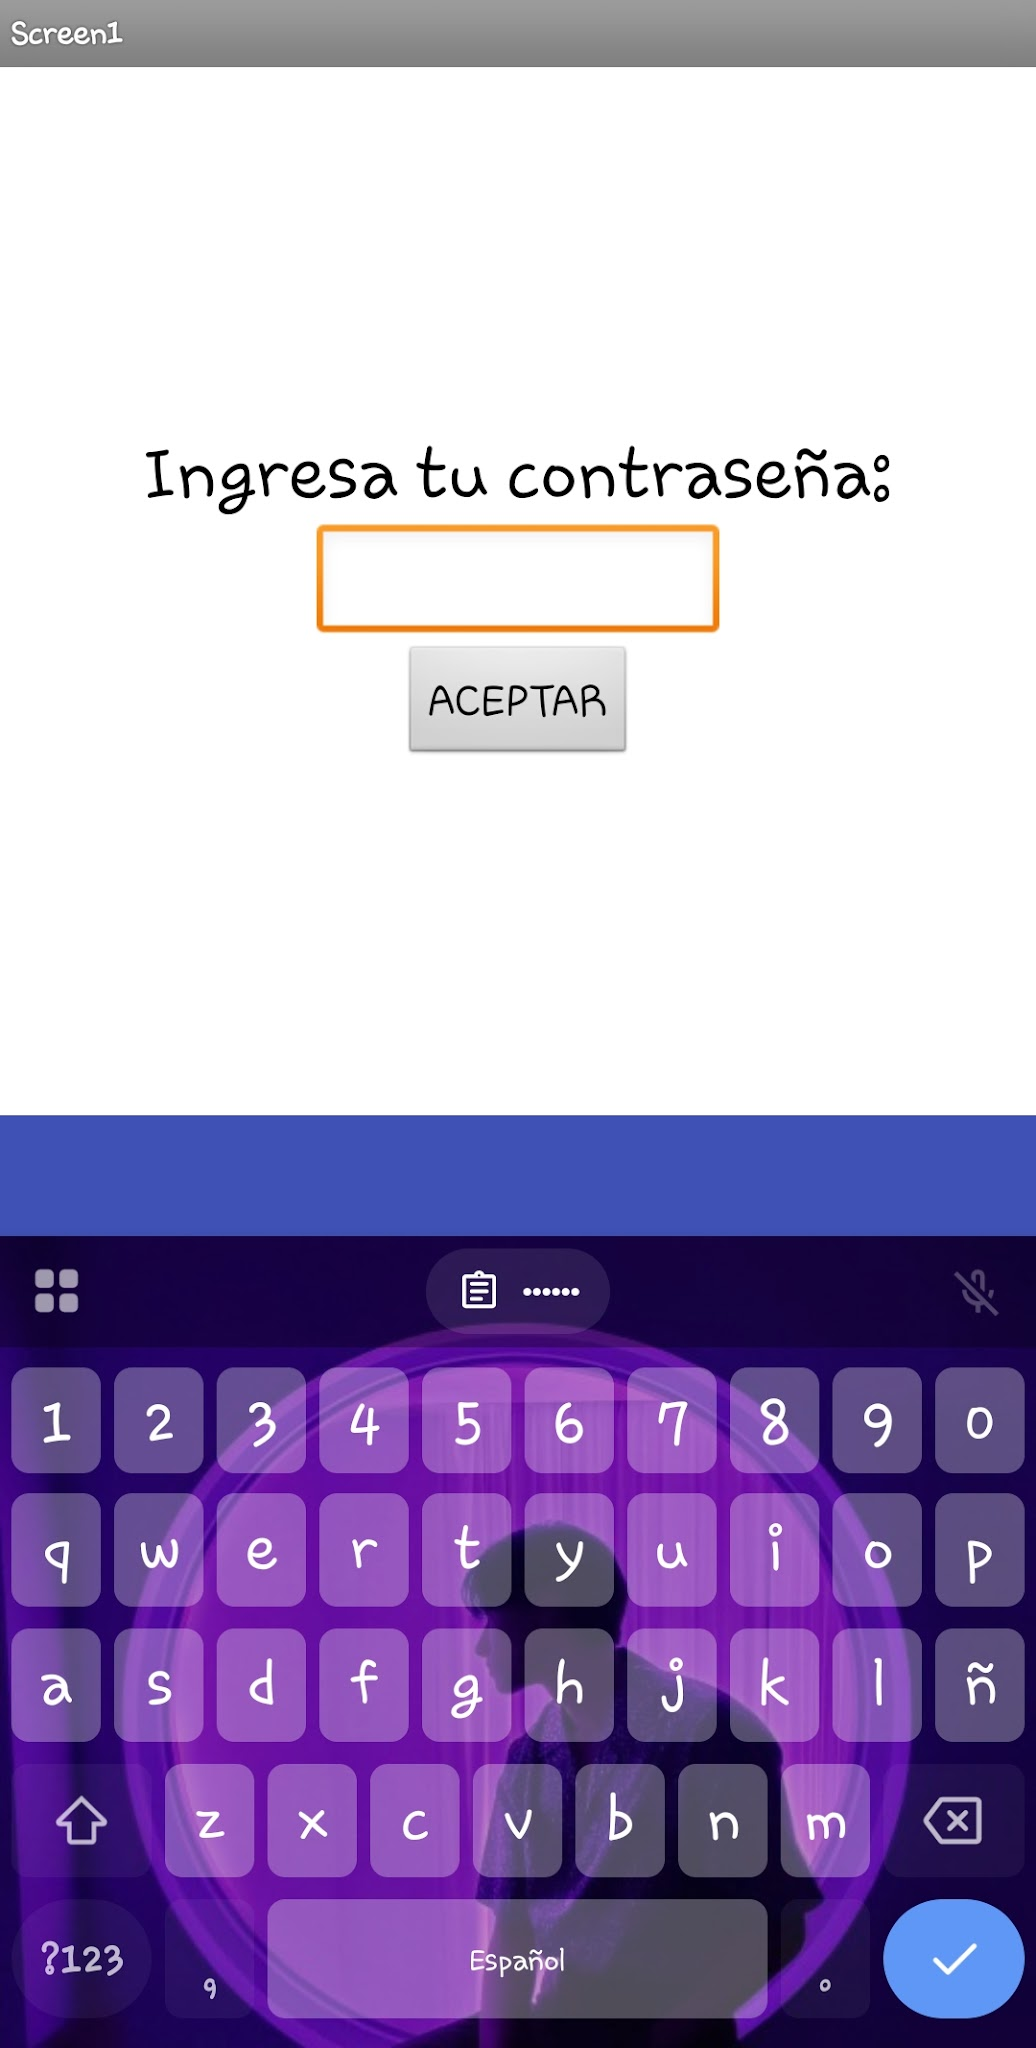 Screen1
Ingresa tu contraseña:
ACEPTAR
••••••
1 2 3 4 5 6 7 8 9 0
q w e r t y u i o p
a s d f g h j k l ñ
z x c v b n m
?123 , Español .